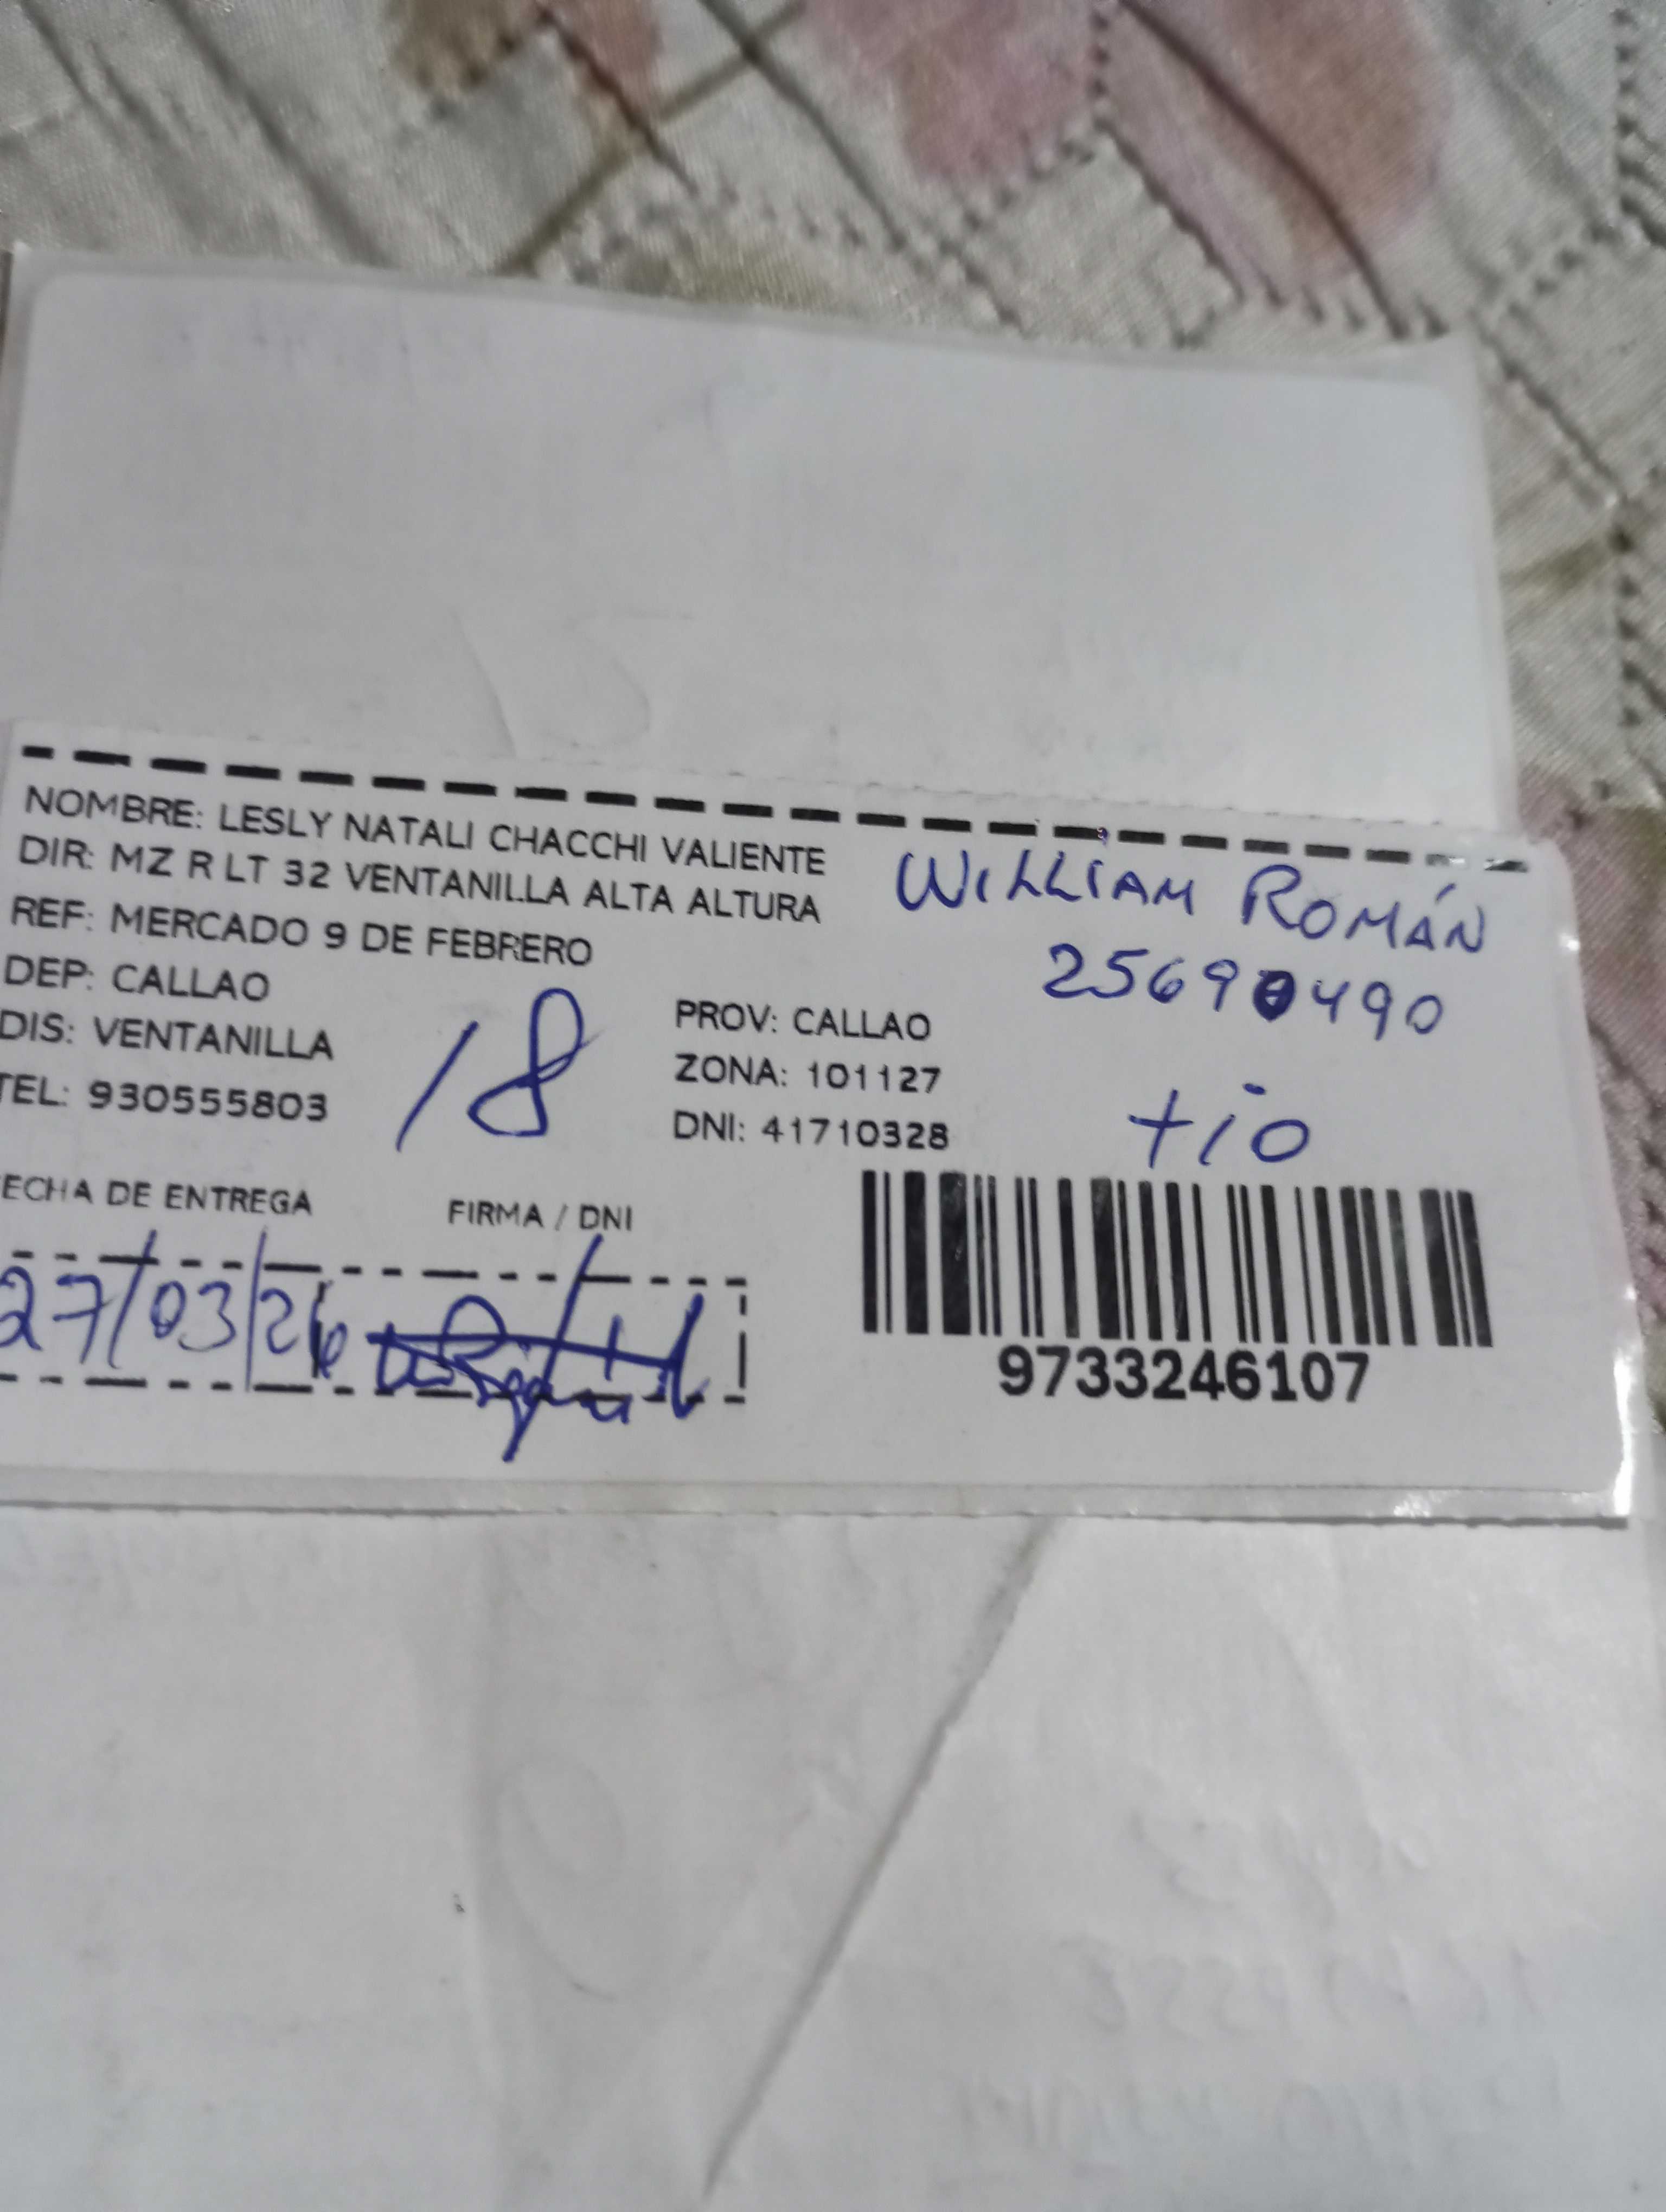 NOMBRE: LESLY NATALI CHACCHI VALIENTE
DIR: MZ R LT 32 VENTANILLA ALTA ALTURA
REF: MERCADO 9 DE FEBRERO
DEP: CALLAO
DIS: VENTANILLA
TEL: 930555803
18
PROV: CALLAO
ZONA: 101127
DNI: 41710328
WILLIAM ROMÁN
25690490
tio
ECHA DE ENTREGA
FIRMA / DNI
27/03/26
9733246107